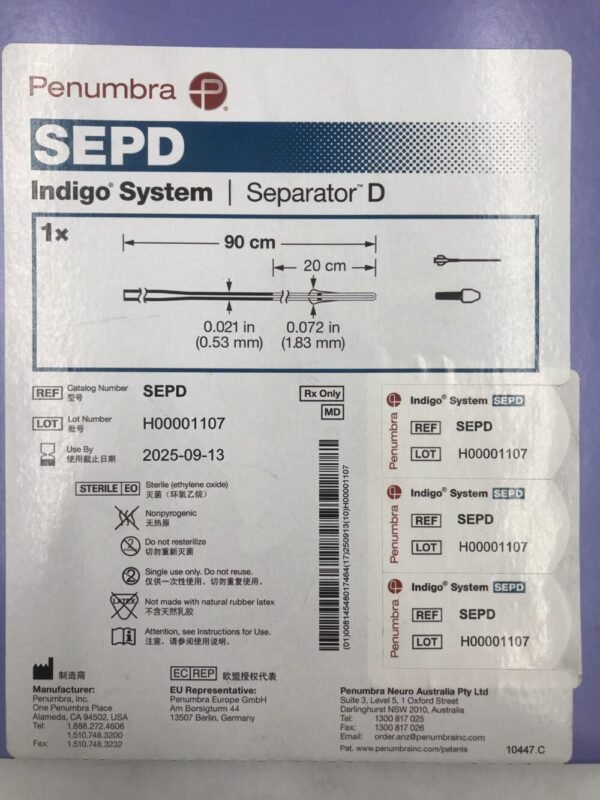 Penumbra P®
SEPD
Indigo® System | Separator™ D
1x
90 cm
20 cm
0.021 in
(0.53 mm)
0.072 in
(1.83 mm)
REF Catalog Number SEPD
型号
LOT Lot Number H00001107
批号
Use By 2025-09-13
使用截止日期
Rx Only
MD
STERILE EO Sterile (ethylene oxide)
灭菌（环氧乙烷）
Nonpyrogenic
无热原
Do not resterilize
切勿重新灭菌
2 Single use only. Do not reuse.
仅供一次性使用。切勿重复使用。
LATEX Not made with natural rubber latex
不含天然乳胶
Attention, see Instructions for Use.
注意，请参阅使用说明。
(01)00814548017464(17)250913(10)H00001107
Penumbra P
Indigo® System SEPD
REF SEPD
LOT H00001107
Penumbra P
Indigo® System SEPD
REF SEPD
LOT H00001107
Penumbra P
Indigo® System SEPD
REF SEPD
LOT H00001107
制造商
Manufacturer:
Penumbra, Inc.
One Penumbra Place
Alameda, CA 94502, USA
Tel: 1.888.272.4606
1.510.748.3200
Fax: 1.510.748.3232
EC REP 欧盟授权代表
EU Representative:
Penumbra Europe GmbH
Am Borsigturm 44
13507 Berlin, Germany
Penumbra Neuro Australia Pty Ltd
Suite 3, Level 5, 1 Oxford Street
Darlinghurst NSW 2010, Australia
Tel: 1300 817 025
Fax: 1300 817 026
Email: order.anz@penumbrainc.com
Pat. www.penumbrainc.com/patents
10447.C